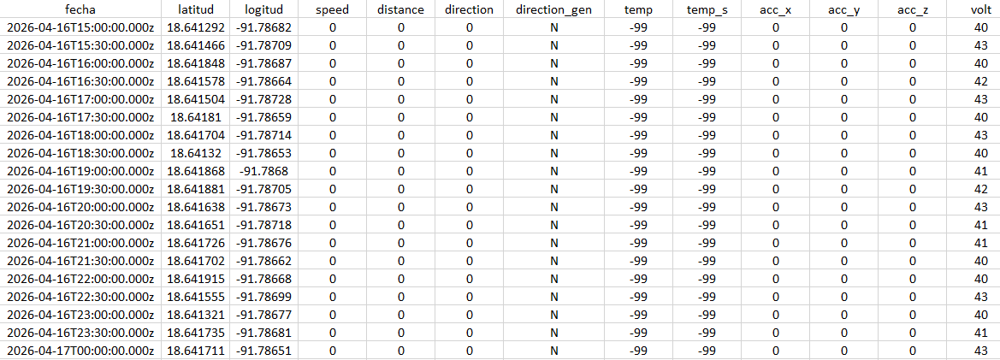 fecha latitud logitud speed distance direction direction_gen temp temp_s acc_x acc_y acc_z volt
2026-04-16T15:00:00.000z 18.641292 -91.78682 0 0 0 N -99 -99 0 0 0 40
2026-04-16T15:30:00.000z 18.641466 -91.78709 0 0 0 N -99 -99 0 0 0 43
2026-04-16T16:00:00.000z 18.641848 -91.78687 0 0 0 N -99 -99 0 0 0 40
2026-04-16T16:30:00.000z 18.641578 -91.78664 0 0 0 N -99 -99 0 0 0 42
2026-04-16T17:00:00.000z 18.641504 -91.78728 0 0 0 N -99 -99 0 0 0 43
2026-04-16T17:30:00.000z 18.64181 -91.78659 0 0 0 N -99 -99 0 0 0 40
2026-04-16T18:00:00.000z 18.641704 -91.78714 0 0 0 N -99 -99 0 0 0 43
2026-04-16T18:30:00.000z 18.64132 -91.78653 0 0 0 N -99 -99 0 0 0 40
2026-04-16T19:00:00.000z 18.641868 -91.7868 0 0 0 N -99 -99 0 0 0 41
2026-04-16T19:30:00.000z 18.641881 -91.78705 0 0 0 N -99 -99 0 0 0 42
2026-04-16T20:00:00.000z 18.641638 -91.78673 0 0 0 N -99 -99 0 0 0 43
2026-04-16T20:30:00.000z 18.641651 -91.78718 0 0 0 N -99 -99 0 0 0 41
2026-04-16T21:00:00.000z 18.641726 -91.78676 0 0 0 N -99 -99 0 0 0 41
2026-04-16T21:30:00.000z 18.641702 -91.78662 0 0 0 N -99 -99 0 0 0 40
2026-04-16T22:00:00.000z 18.641915 -91.78668 0 0 0 N -99 -99 0 0 0 40
2026-04-16T22:30:00.000z 18.641555 -91.78699 0 0 0 N -99 -99 0 0 0 43
2026-04-16T23:00:00.000z 18.641321 -91.78677 0 0 0 N -99 -99 0 0 0 40
2026-04-16T23:30:00.000z 18.641735 -91.78681 0 0 0 N -99 -99 0 0 0 41
2026-04-17T00:00:00.000z 18.641711 -91.78651 0 0 0 N -99 -99 0 0 0 43